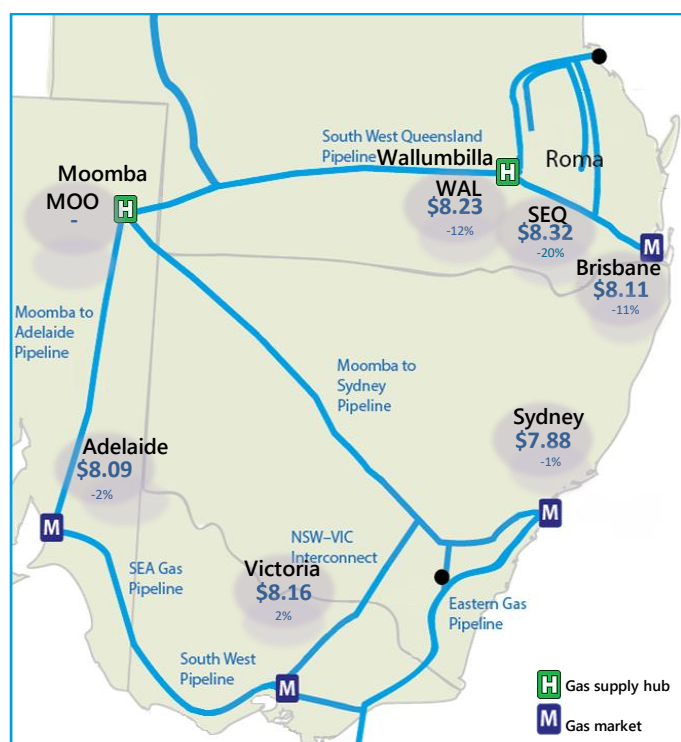 South West Queensland
Pipeline
Wallumbilla
Roma
Moomba
MOO
-
WAL
$8.23
-12%
SEQ
$8.32
-20%
Brisbane
$8.11
-11%
Moomba to
Adelaide
Pipeline
Moomba to
Sydney
Pipeline
Sydney
$7.88
-1%
Adelaide
$8.09
-2%
NSW–VIC
Interconnect
SEA Gas
Pipeline
Victoria
$8.16
2%
Eastern Gas
Pipeline
South West
Pipeline
H
H
M
M
M
M
H Gas supply hub
M Gas market